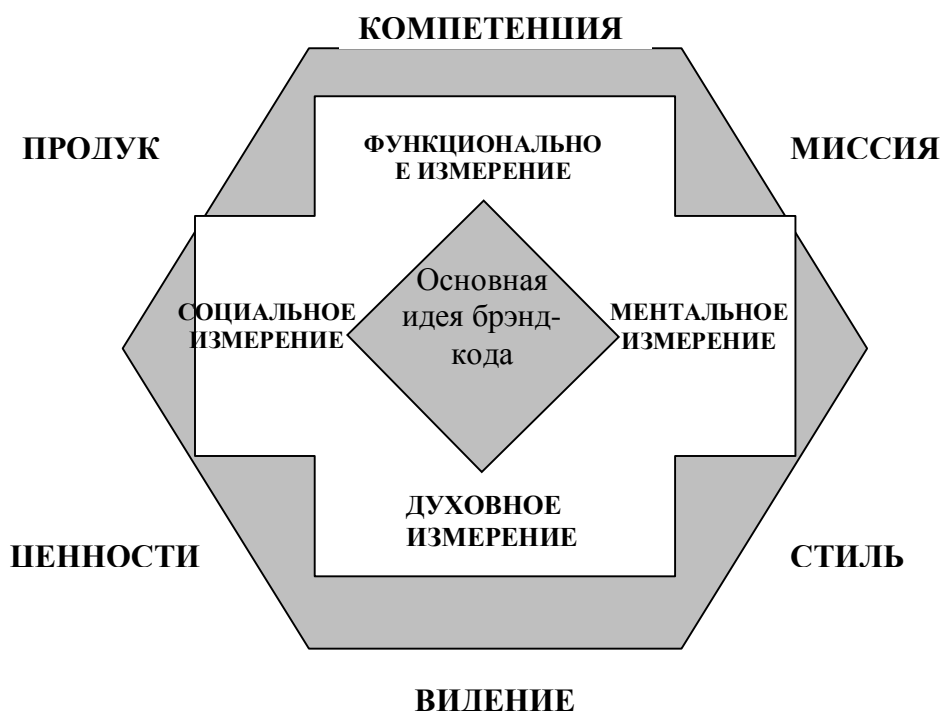 КОМПЕТЕНЦИЯ
ПРОДУК
МИССИЯ
ФУНКЦИОНАЛЬНО
Е ИЗМЕРЕНИЕ
Основная
идея брэнд-
кода
СОЦИАЛЬНОЕ
ИЗМЕРЕНИЕ
МЕНТАЛЬНОЕ
ИЗМЕРЕНИЕ
ДУХОВНОЕ
ИЗМЕРЕНИЕ
ЦЕННОСТИ
СТИЛЬ
ВИДЕНИЕ